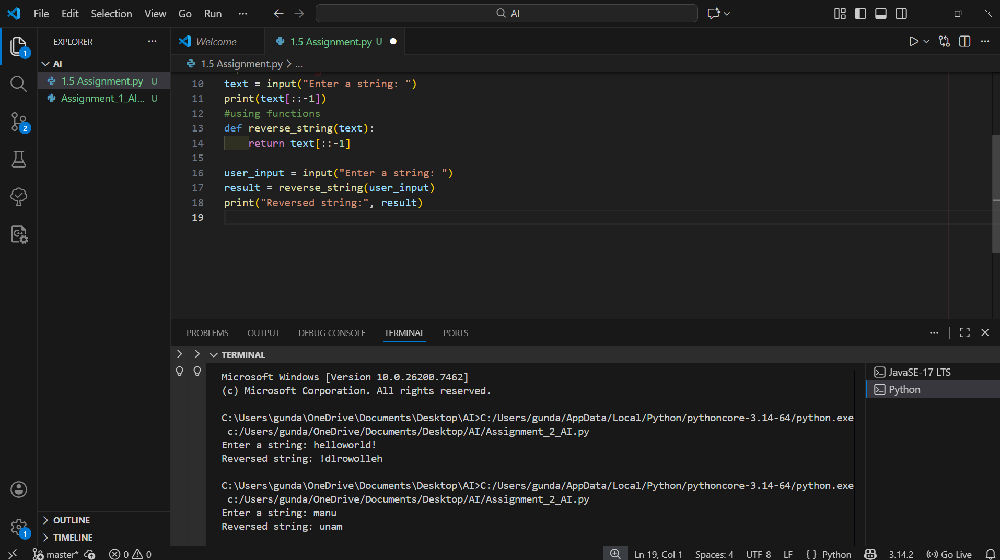 File Edit Selection View Go Run ··· AI
EXPLORER ···
AI
1.5 Assignment.py U
Assignment_1_AI... U
OUTLINE
TIMELINE
1
2
1
Welcome 1.5 Assignment.py U
1.5 Assignment.py > ...
10 text = input("Enter a string: ")
11 print(text[::-1])
12 #using functions
13 def reverse_string(text):
14     return text[::-1]
15
16 user_input = input("Enter a string: ")
17 result = reverse_string(user_input)
18 print("Reversed string:", result)
19
PROBLEMS OUTPUT DEBUG CONSOLE TERMINAL PORTS
TERMINAL
Microsoft Windows [Version 10.0.26200.7462]
(c) Microsoft Corporation. All rights reserved.
C:\Users\gunda\OneDrive\Documents\Desktop\AI>C:/Users/gunda/AppData/Local/Python/pythoncore-3.14-64/python.exe
c:/Users/gunda/OneDrive/Documents/Desktop/AI/Assignment_2_AI.py
Enter a string: helloworld!
Reversed string: !dlrowolleh
C:\Users\gunda\OneDrive\Documents\Desktop\AI>C:/Users/gunda/AppData/Local/Python/pythoncore-3.14-64/python.exe
c:/Users/gunda/OneDrive/Documents/Desktop/AI/Assignment_2_AI.py
Enter a string: manu
Reversed string: unam
JavaSE-17 LTS
Python
master* 0 0 Ln 19, Col 1 Spaces: 4 UTF-8 LF {} Python 3.14.2 Go Live